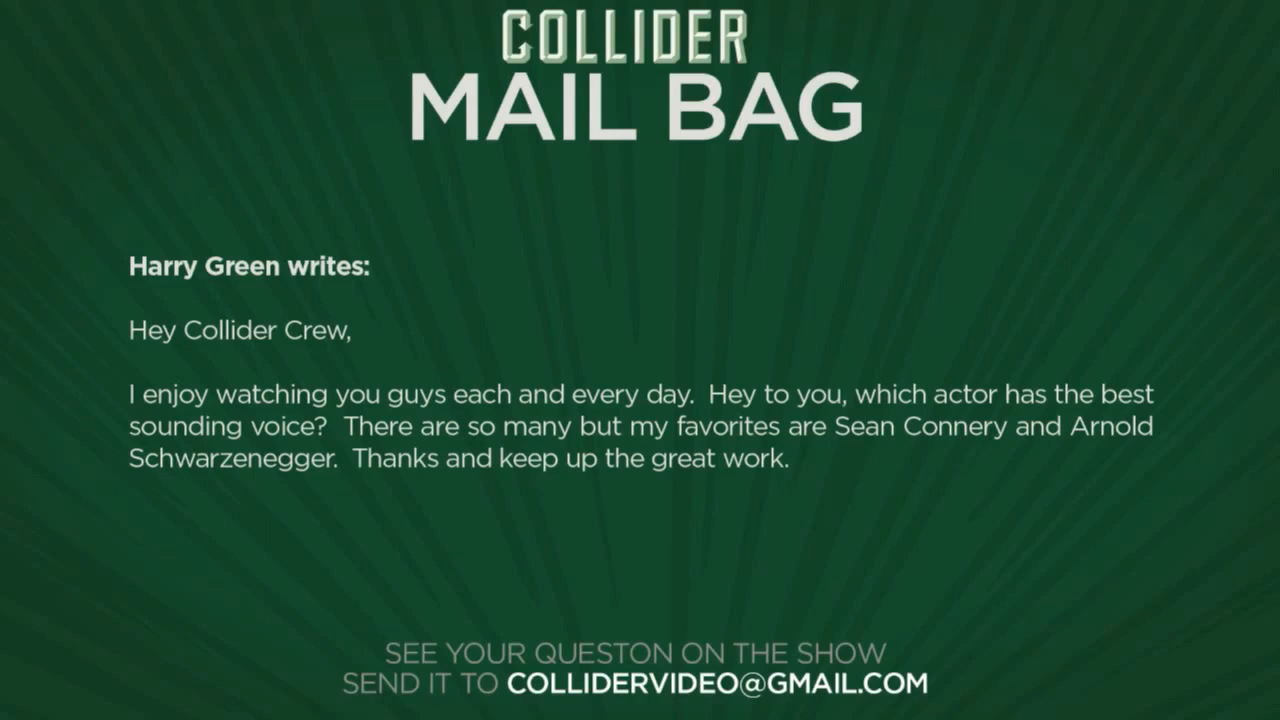 COLLIDER
MAIL BAG
Harry Green writes:
Hey Collider Crew,
I enjoy watching you guys each and every day.  Hey to you, which actor has the best
sounding voice?  There are so many but my favorites are Sean Connery and Arnold
Schwarzenegger.  Thanks and keep up the great work.
SEE YOUR QUESTON ON THE SHOW
SEND IT TO COLLIDERVIDEO@GMAIL.COM